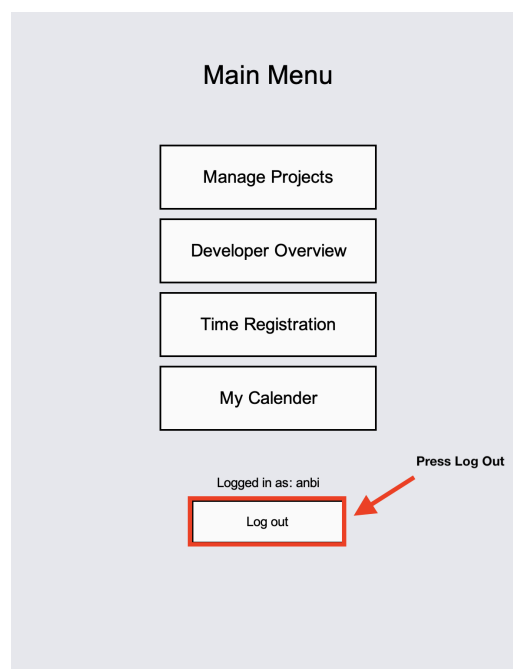 Main Menu
Manage Projects
Developer Overview
Time Registration
My Calender
Press Log Out
Logged in as: anbi
Log out